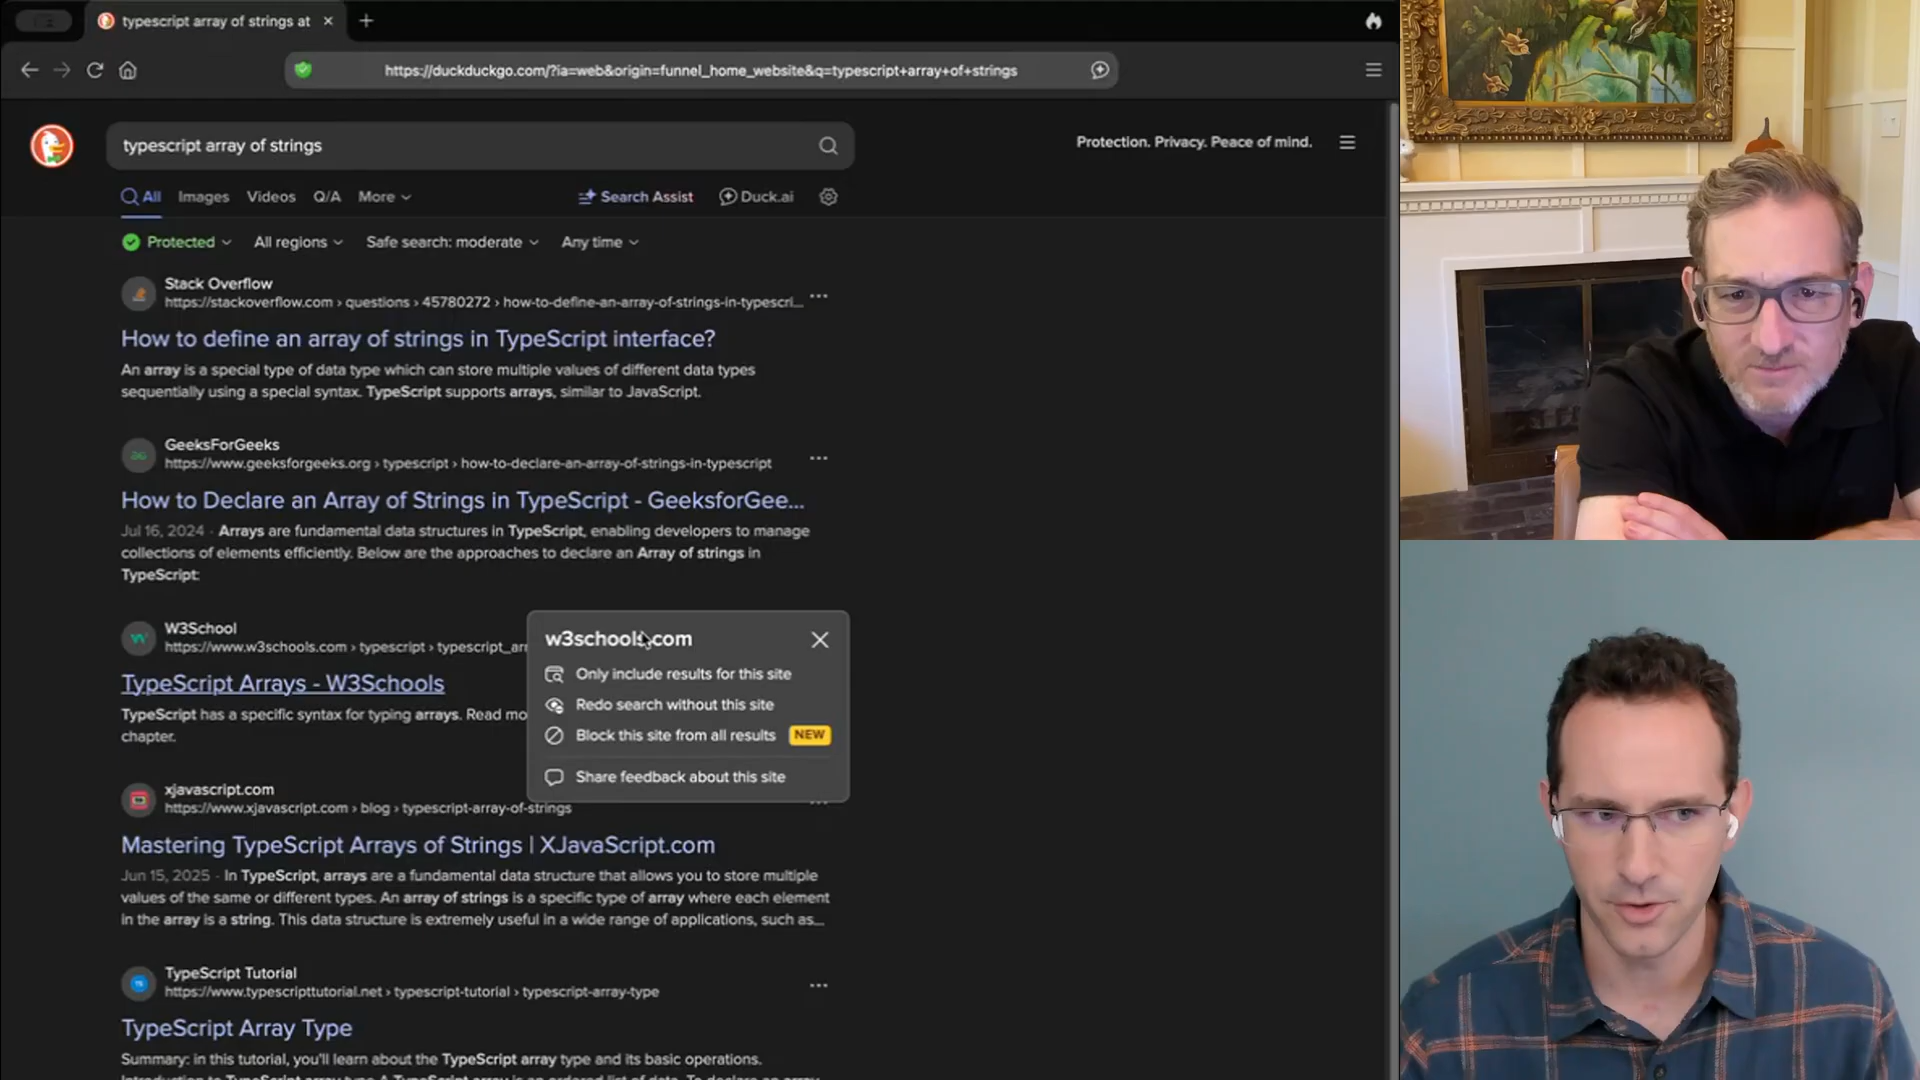 typescript array of strings at
https://duckduckgo.com/?ia=web&origin=funnel_home_website&q=typescript+array+of+strings
typescript array of strings
Protection. Privacy. Peace of mind.
All
Images
Videos
Q/A
More
Search Assist
Duck.ai
Protected
All regions
Safe search: moderate
Any time
Stack Overflow
https://stackoverflow.com › questions › 45780272 › how-to-define-an-array-of-strings-in-typescri...
How to define an array of strings in TypeScript interface?
An array is a special type of data type which can store multiple values of different data types
sequentially using a special syntax. TypeScript supports arrays, similar to JavaScript.
GeeksForGeeks
https://www.geeksforgeeks.org › typescript › how-to-declare-an-array-of-strings-in-typescript
How to Declare an Array of Strings in TypeScript - GeeksforGee...
Jul 16, 2024 · Arrays are fundamental data structures in TypeScript, enabling developers to manage
collections of elements efficiently. Below are the approaches to declare an Array of strings in
TypeScript:
W3School
https://www.w3schools.com › typescript › typescript_arr
TypeScript Arrays - W3Schools
TypeScript has a specific syntax for typing arrays. Read mo
chapter.
w3schools.com
Only include results for this site
Redo search without this site
Block this site from all results NEW
Share feedback about this site
xjavascript.com
https://www.xjavascript.com › blog › typescript-array-of-strings
Mastering TypeScript Arrays of Strings | XJavaScript.com
Jun 15, 2025 · In TypeScript, arrays are a fundamental data structure that allows you to store multiple
values of the same or different types. An array of strings is a specific type of array where each element
in the array is a string. This data structure is extremely useful in a wide range of applications, such as...
TypeScript Tutorial
https://www.typescripttutorial.net › typescript-tutorial › typescript-array-type
TypeScript Array Type
Summary: in this tutorial, you'll learn about the TypeScript array type and its basic operations.